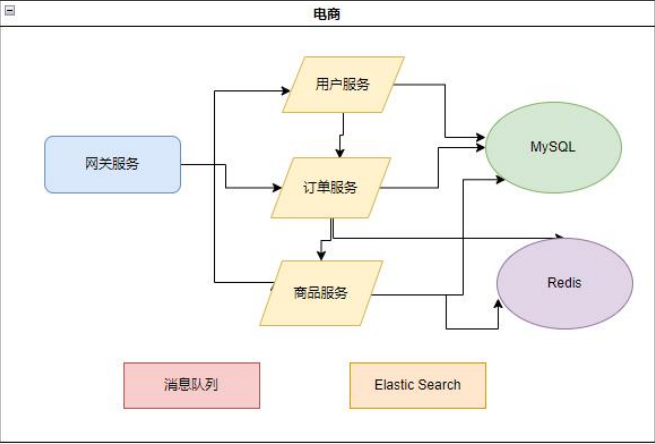 电商
用户服务
网关服务
MySQL
订单服务
商品服务
Redis
消息队列
Elastic Search